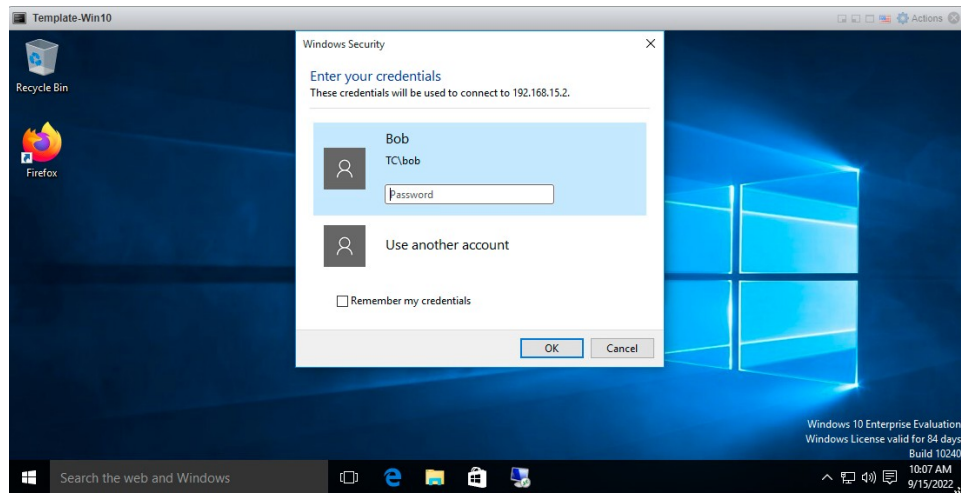 Template-Win10
Actions
Recycle Bin
Firefox
Windows Security
Enter your credentials
These credentials will be used to connect to 192.168.15.2.
Bob
TC\bob
Password
Use another account
Remember my credentials
OK
Cancel
Windows 10 Enterprise Evaluation
Windows License valid for 84 days
Build 10240
Search the web and Windows
10:07 AM
9/15/2022